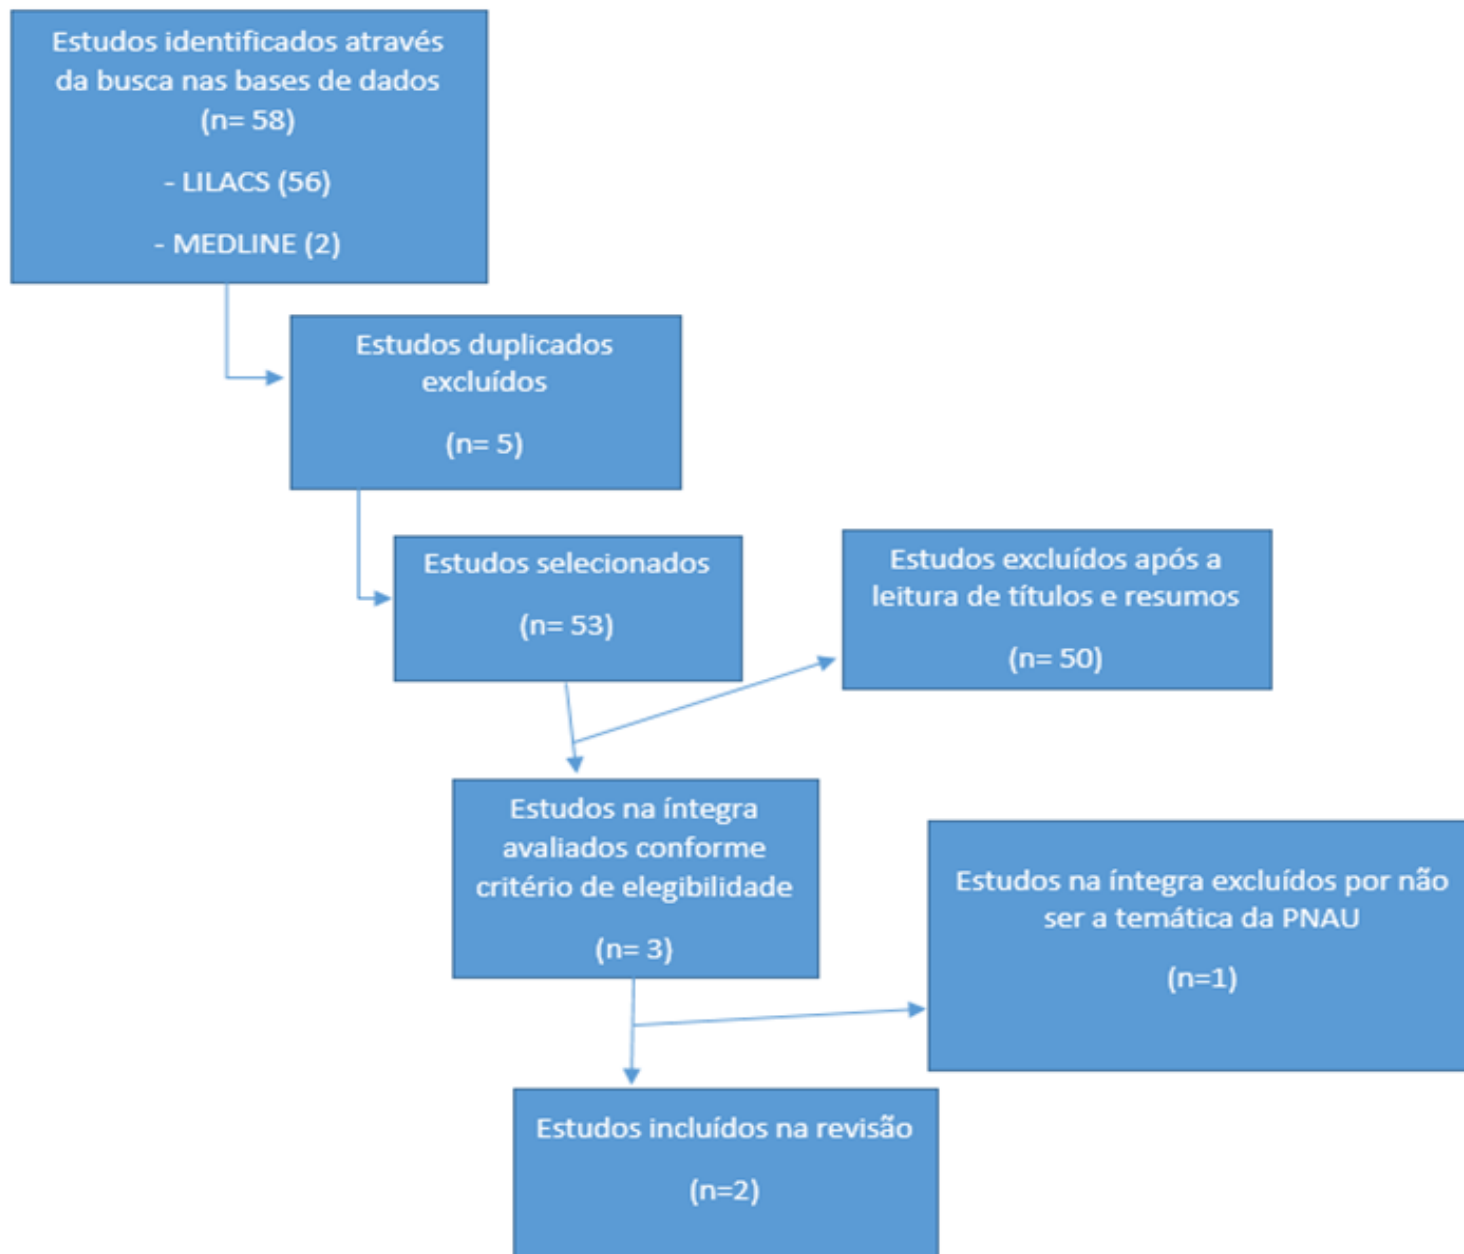 Estudos identificados através
da busca nas bases de dados
(n= 58)
- LILACS (56)
- MEDLINE (2)
Estudos duplicados
excluídos
(n= 5)
Estudos selecionados
(n= 53)
Estudos excluídos após a
leitura de títulos e resumos
(n= 50)
Estudos na íntegra
avaliados conforme
critério de elegibilidade
(n= 3)
Estudos na íntegra excluídos por não
ser a temática da PNAU
(n=1)
Estudos incluídos na revisão
(n=2)